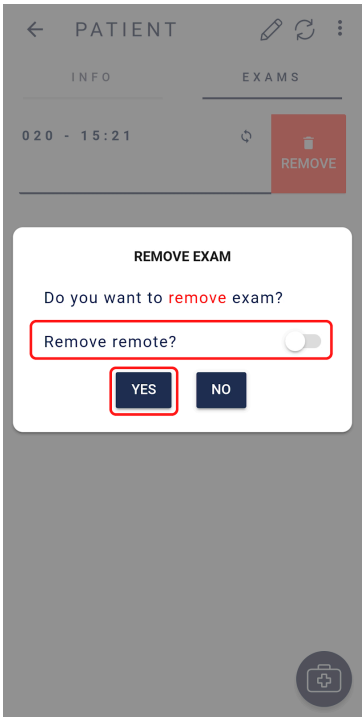 PATIENT
INFO EXAMS
020 - 15:21
REMOVE
REMOVE EXAM
Do you want to remove exam?
Remove remote?
YES NO